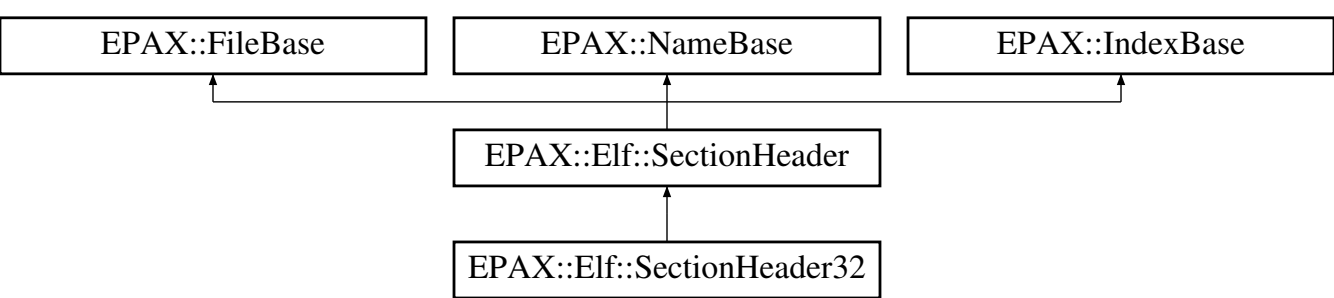 EPAX::FileBase
EPAX::NameBase
EPAX::IndexBase
EPAX::Elf::SectionHeader
EPAX::Elf::SectionHeader32